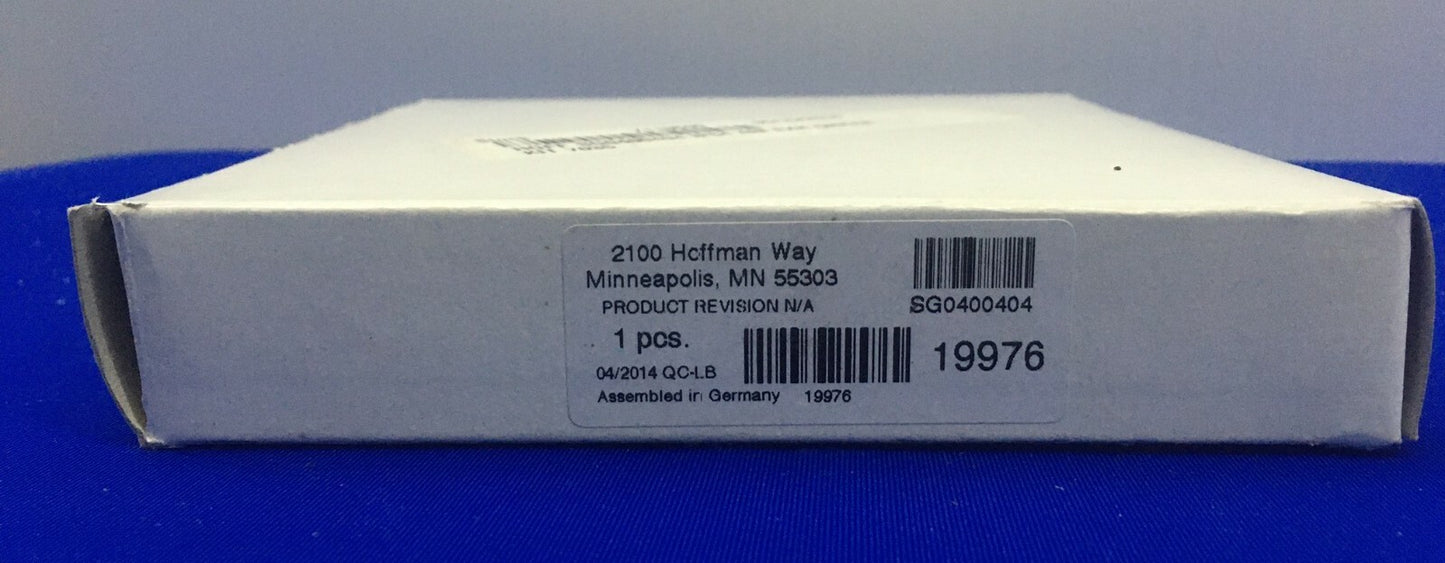 2100 Hoffman Way
Minneapolis, MN 55303
PRODUCT REVISION N/A
SG0400404
1 pcs.
19976
04/2014 QC-LB
Assembled in Germany 19976